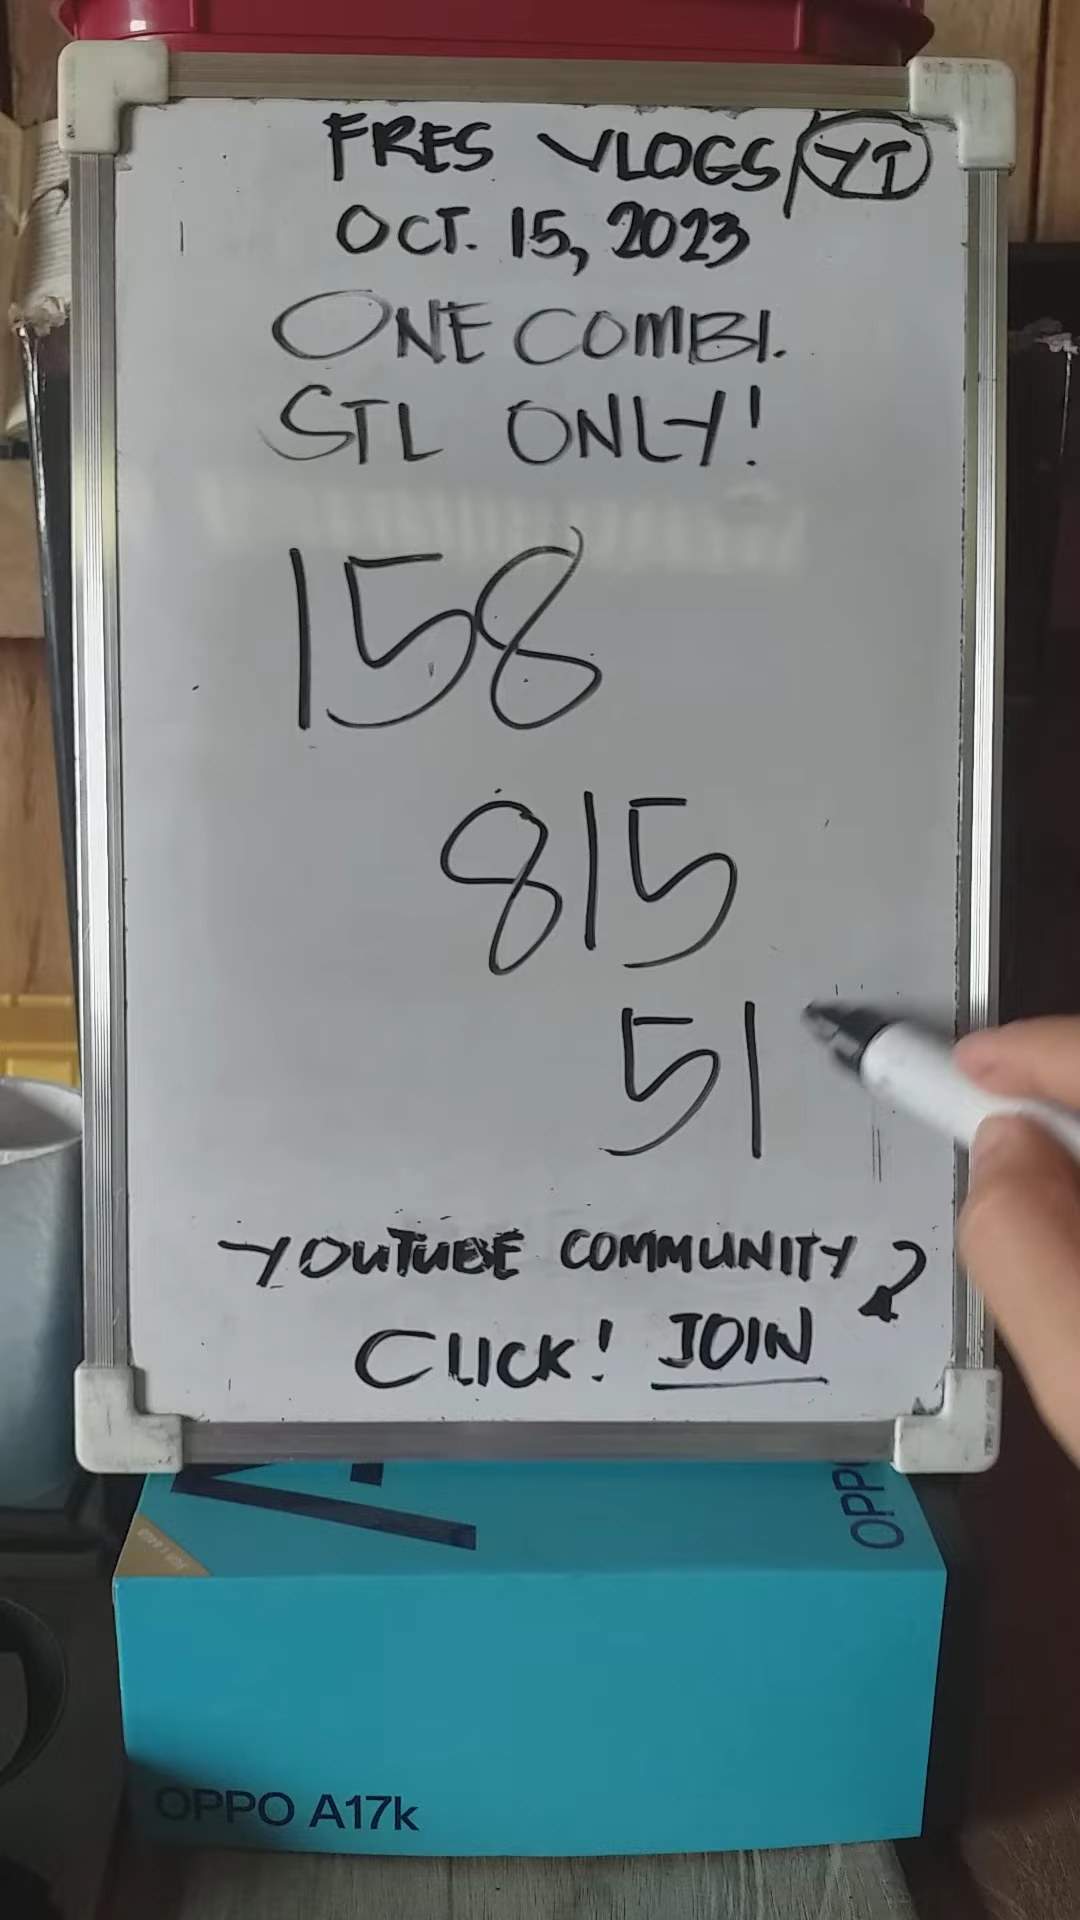 FRES VLOGS/YT
OCT. 15, 2023
ONE COMBI.
STL ONLY!
158
815
51
YOUTUBE COMMUNITY
CLICK! JOIN
OPPO
OPPO A17k